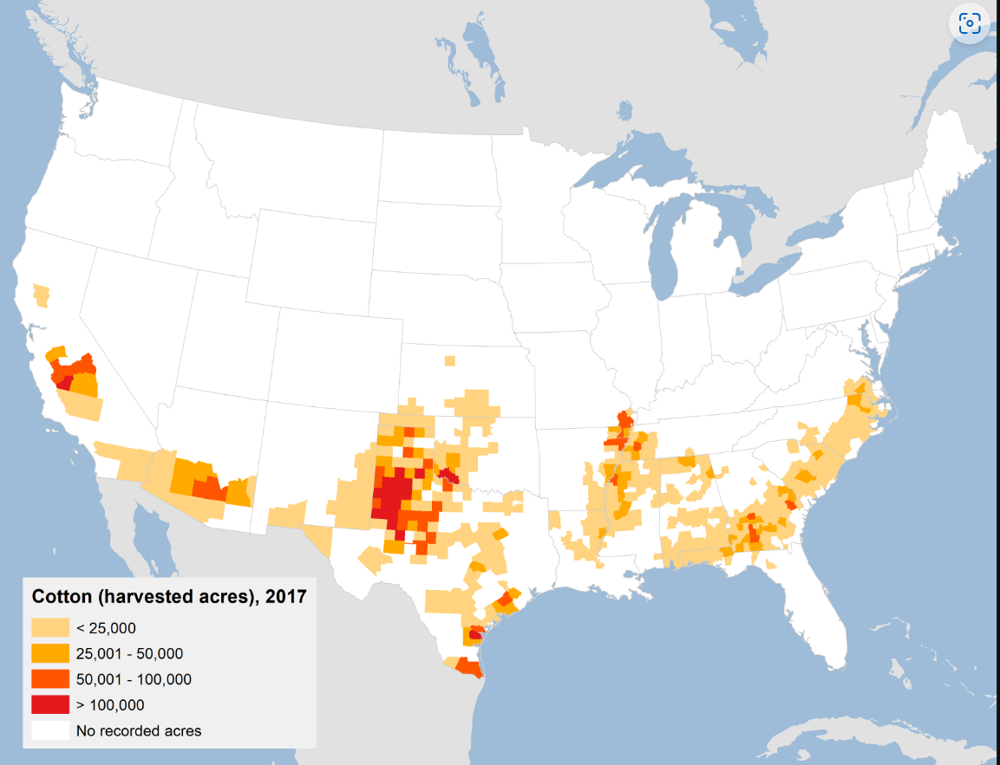 Cotton (harvested acres), 2017
< 25,000
25,001 - 50,000
50,001 - 100,000
> 100,000
No recorded acres